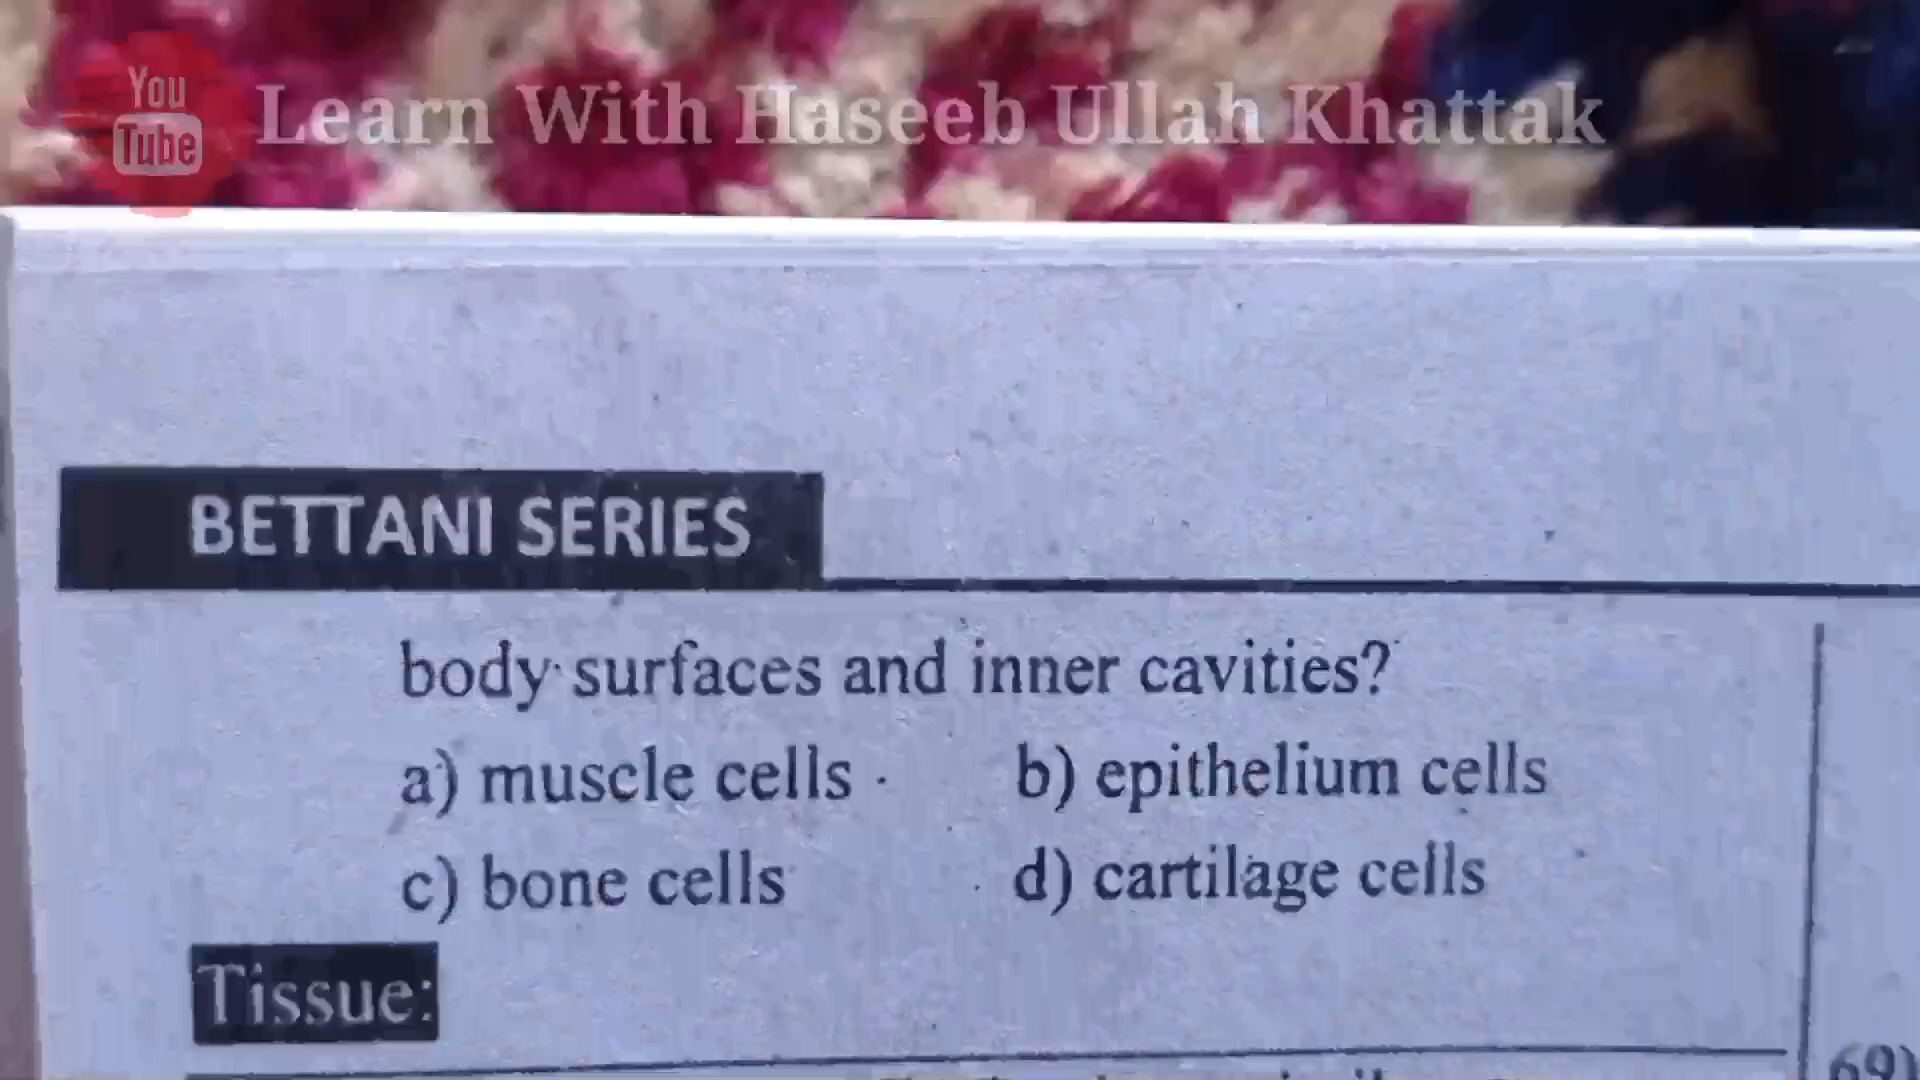 You
Tube
Learn With Haseeb Ullah Khattak
BETTANI SERIES
body surfaces and inner cavities?
a) muscle cells b) epithelium cells
c) bone cells d) cartilage cells
Tissue:
69)